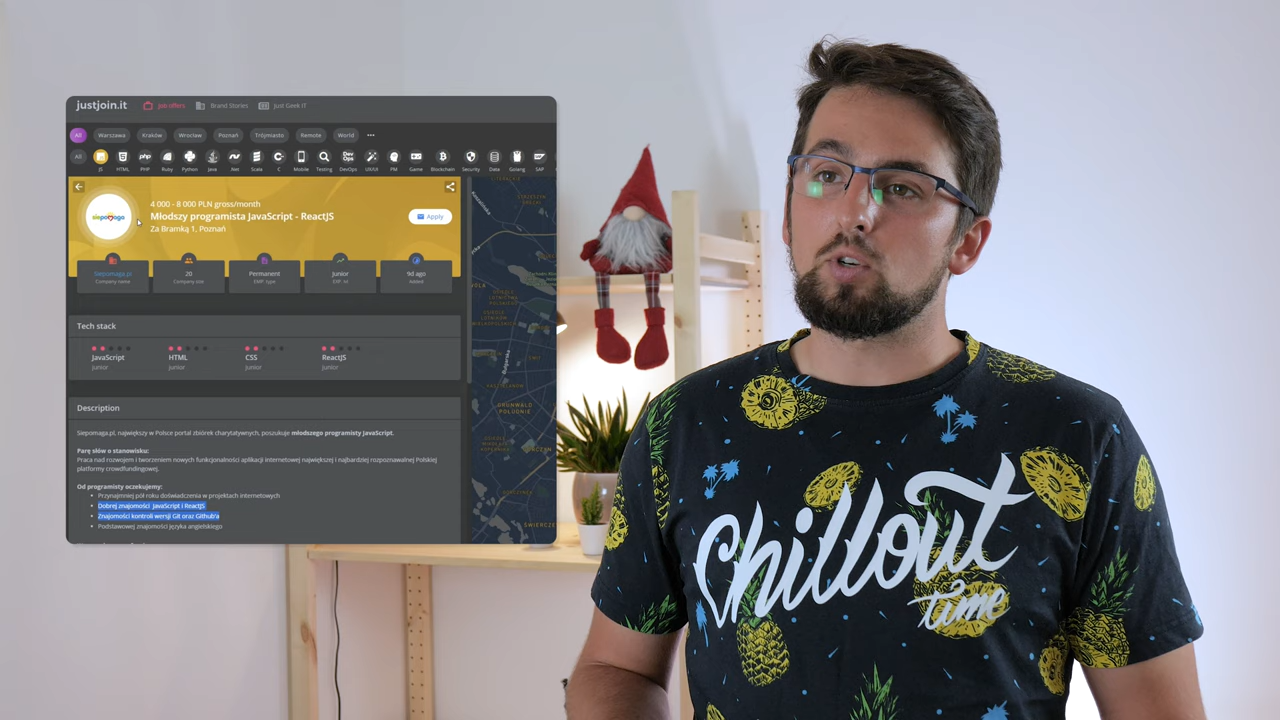 justjoin.it Job offers Brand Stories Just Geek IT
All Warszawa Kraków Wrocław Poznań Trójmiasto Remote World •••
All JS HTML PHP Ruby Python Java .Net Scala C Mobile Testing DevOps UX/UI PM Game Blockchain Security Data Golang SAP
4 000 - 8 000 PLN gross/month
Młodszy programista JavaScript - ReactJS
Za Bramką 1, Poznań
Apply
siepomaga
Siepomaga.pl 20 Permanent Junior 9d ago
Company name Company size EMP. type EXP. lvl Added
Tech stack
JavaScript HTML CSS ReactJS
junior junior junior junior
Description
Siepomaga.pl, największy w Polsce portal zbiórek charytatywnych, poszukuje młodszego programisty JavaScript.
Parę słów o stanowisku:
Praca nad rozwojem i tworzeniem nowych funkcjonalności aplikacji internetowej największej i najbardziej rozpoznawalnej Polskiej
platformy crowdfundingowej.
Od programisty oczekujemy:
Przynajmniej pół roku doświadczenia w projektach internetowych
Dobrej znajomości JavaScript i ReactJS
Znajomości kontroli wersji Git oraz Github'a
Podstawowej znajomości języka angielskiego
GRUNWALD
POŁUDNIE
Chillout
time